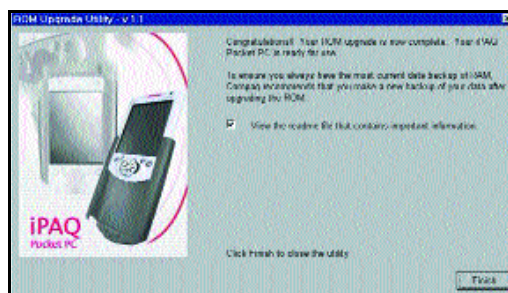 ROM Upgrade Utility - v 1.1
Congratulations!! Your ROM upgrade is now complete. Your iPAQ
Pocket PC is ready for use.
To ensure you always have the most current data backup of RAM,
Compaq recommends that you make a new backup of your data after
upgrading the ROM.
View the readme file that contains important information.
iPAQ
Pocket PC
Click Finish to close the utility
Finish